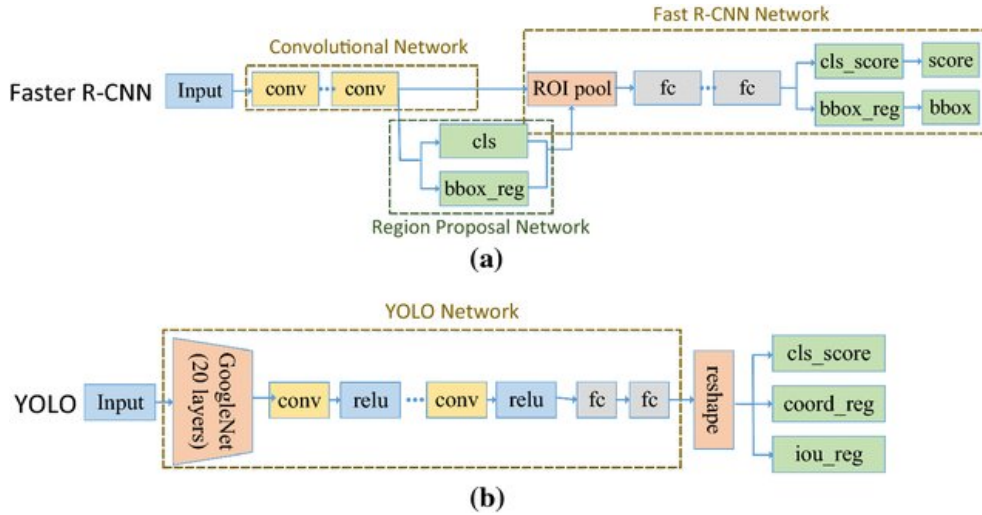 Fast R-CNN Network
Convolutional Network
Faster R-CNN
Input
conv
conv
ROI pool
fc
fc
cls_score
score
bbox_reg
bbox
cls
bbox_reg
Region Proposal Network
(a)
YOLO Network
YOLO
Input
GoogleNet
(20 layers)
conv
relu
conv
relu
fc
fc
reshape
cls_score
coord_reg
iou_reg
(b)